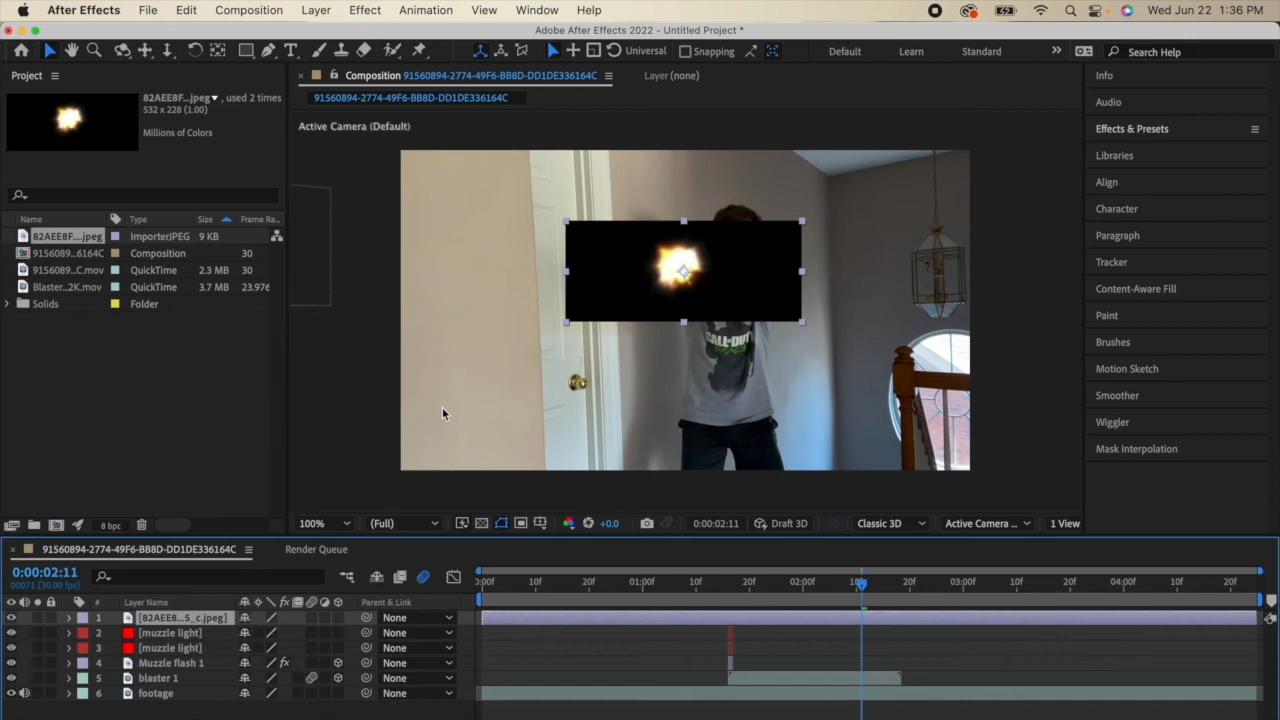 After Effects File Edit Composition Layer Effect Animation View Window Help Wed Jun 22 1:36 PM
Adobe After Effects 2022 - Untitled Project *
Universal Snapping Default Learn Standard Search Help
Project Composition 91560894-2774-49F6-BB8D-DD1DE336164C Layer (none) Info
91560894-2774-49F6-BB8D-DD1DE336164C
82AEE8F...jpeg , used 2 times
532 x 228 (1.00)
Audio
Active Camera (Default) Effects & Presets
Millions of Colors
Libraries
Align
Character
Name Type Size Frame Ra...
82AEE8F....jpeg ImporterJPEG 9 KB Paragraph
9156089...6164C Composition 30
9156089...C.mov QuickTime 2.3 MB 30 Tracker
Blaster...2K.mov QuickTime 3.7 MB 23.976 Content-Aware Fill
Solids Folder
Paint
Brushes
CALL OF DUTY
Motion Sketch
Smoother
Wiggler
Mask Interpolation
8 bpc 100% (Full) +0.0 0:00:02:11 Draft 3D Classic 3D Active Camera ... 1 View
91560894-2774-49F6-BB8D-DD1DE336164C Render Queue
0:00:02:11
00071 (30.00 fps) :00f 10f 20f 01:00f 10f 20f 02:00f 10f 20f 03:00f 10f 20f 04:00f 10f 20f
# Layer Name Parent & Link
1 [82AEE8...5_c.jpeg] None
2 [muzzle light] None
3 [muzzle light] None
4 Muzzle flash 1 fx None
5 blaster 1 None
6 footage None